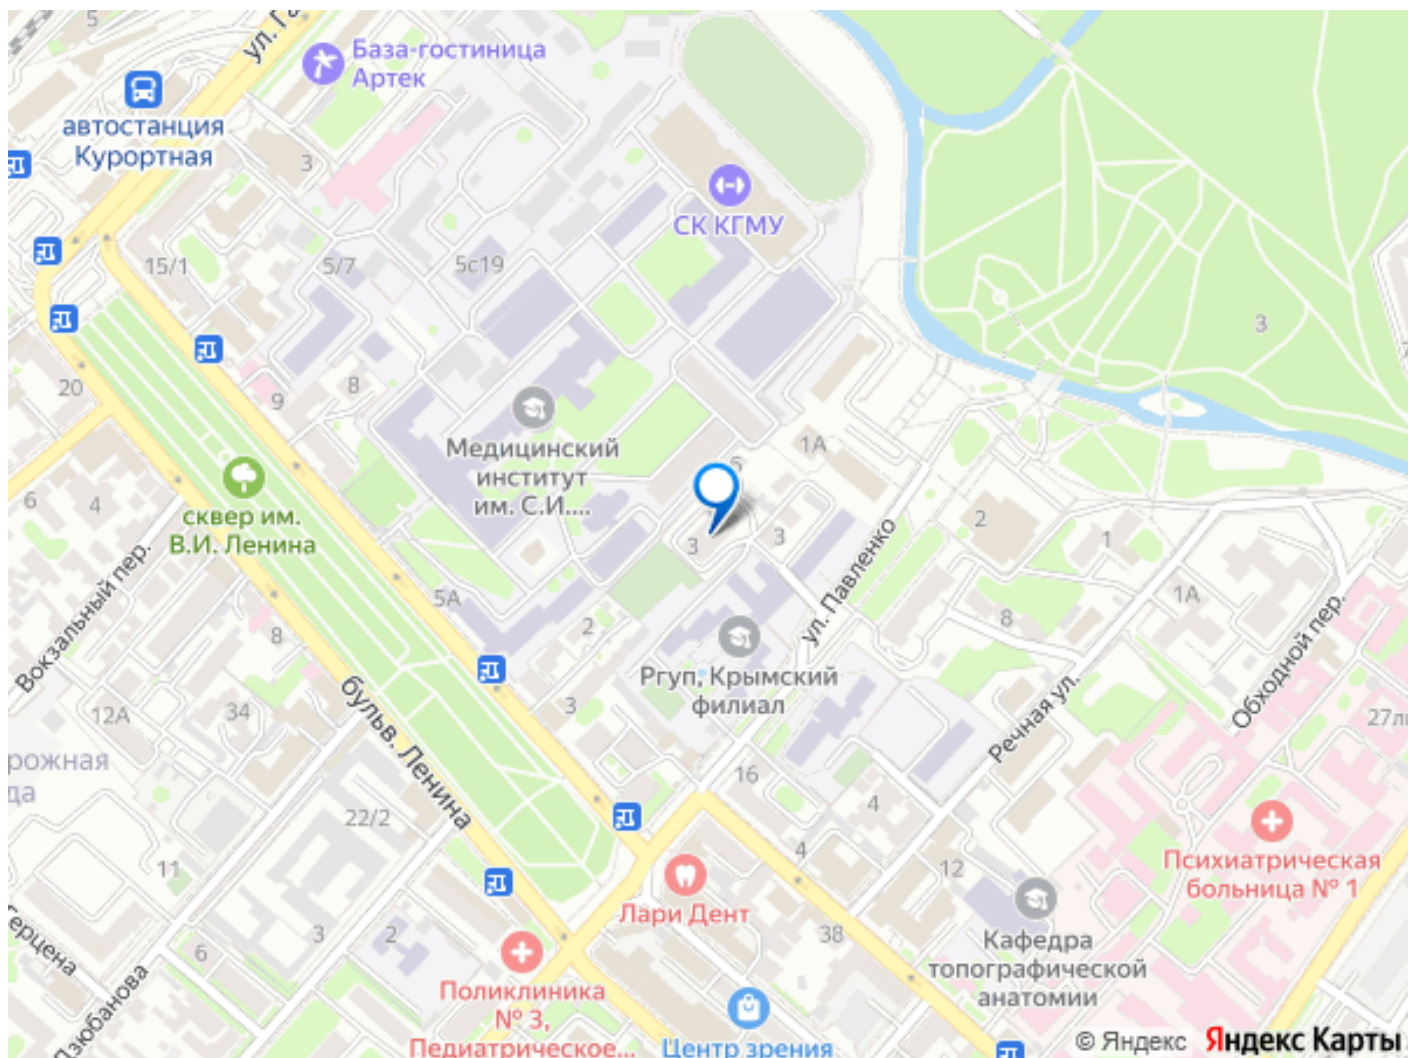 5
ул. Га
База-гостиница
Артек
автостанция
Курортная
3
СК КГМУ
15/1
5/7
5с19
3
20
8
9
Медицинский
институт
им. С.И....
1А
6
4
сквер им.
В.И. Ленина
3
3
2
1
ул. Павленко
Вокзальный пер.
5А
2
8
1А
Обходной пер.
8
Ргуп, Крымский
филиал
12А
34
3
бульв. Ленина
Речная ул.
27л
рожная
да
16
22/2
4
4
11
12
Психиатрическая
больница № 1
Лари Дент
ерцена
6
3
2
38
Кафедра
топографической
анатомии
Дзюбанова
Поликлиника
№ 3,
Педиатрическое...
Центр зрения
© Яндекс Яндекс Карты